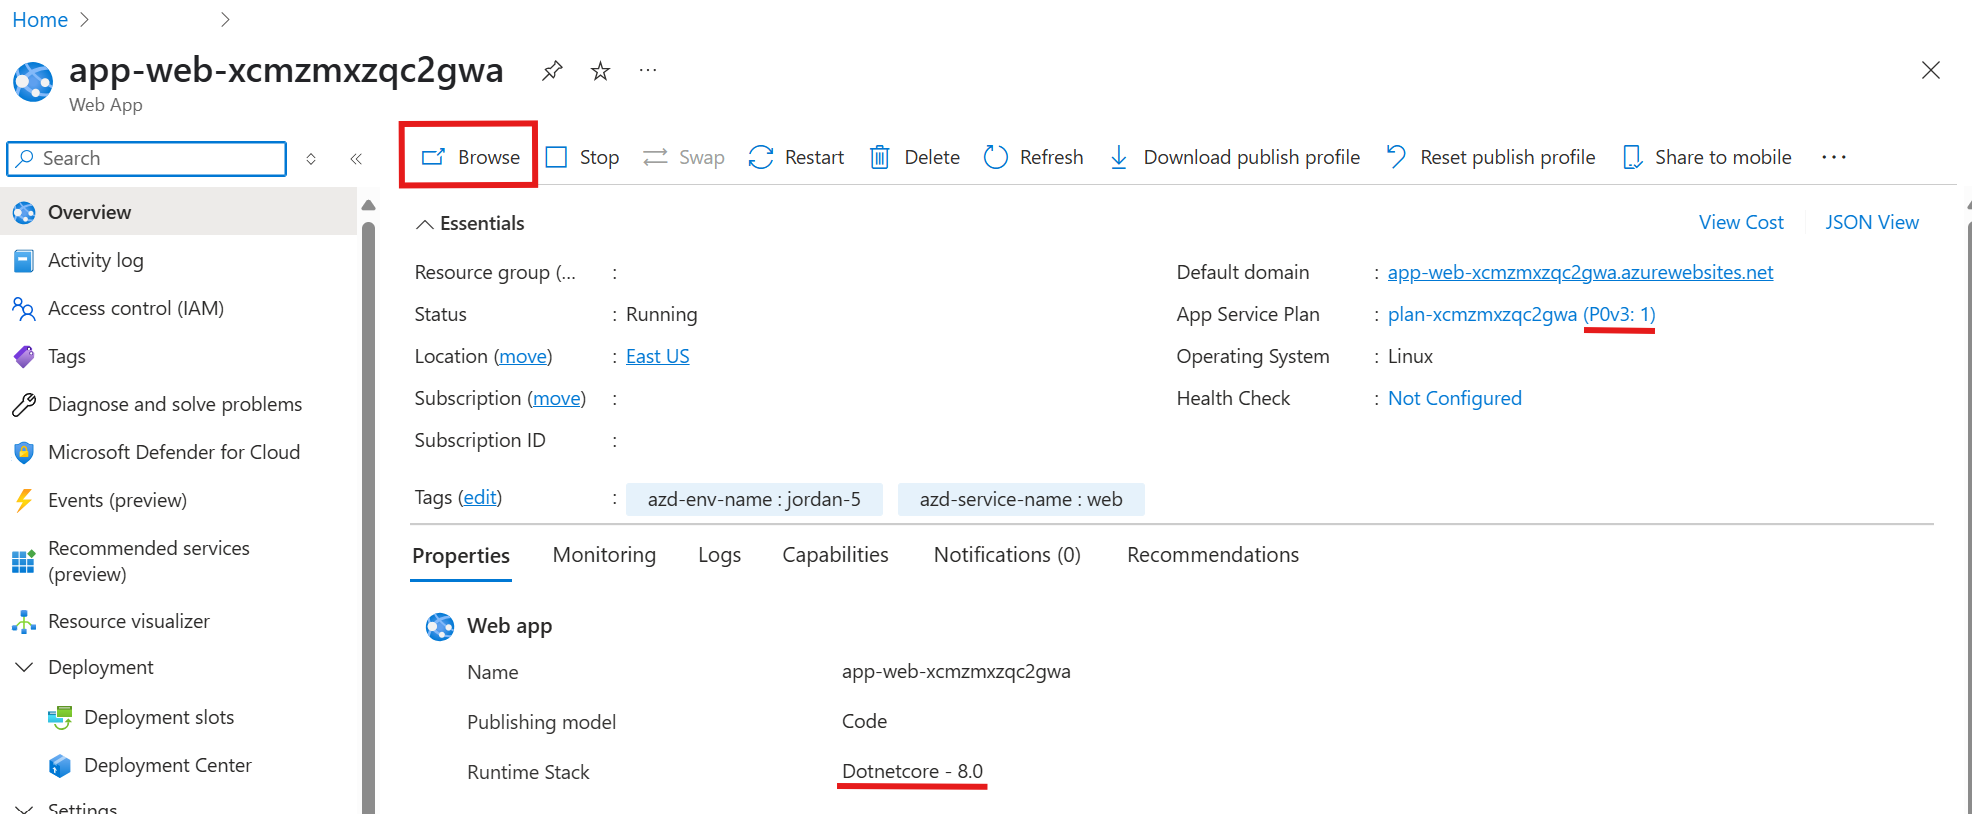 Home
app-web-xcmzmxzqc2gwa
Web App
Search
Browse
Stop
Swap
Restart
Delete
Refresh
Download publish profile
Reset publish profile
Share to mobile
Overview
Activity log
Access control (IAM)
Tags
Diagnose and solve problems
Microsoft Defender for Cloud
Events (preview)
Recommended services
(preview)
Resource visualizer
Deployment
Deployment slots
Deployment Center
Settings
Essentials
View Cost
JSON View
Resource group (... :
Status : Running
Location (move) : East US
Subscription (move) :
Subscription ID :
Default domain : app-web-xcmzmxzqc2gwa.azurewebsites.net
App Service Plan : plan-xcmzmxzqc2gwa (P0v3: 1)
Operating System : Linux
Health Check : Not Configured
Tags (edit) : azd-env-name : jordan-5 azd-service-name : web
Properties
Monitoring
Logs
Capabilities
Notifications (0)
Recommendations
Web app
Name app-web-xcmzmxzqc2gwa
Publishing model Code
Runtime Stack Dotnetcore - 8.0